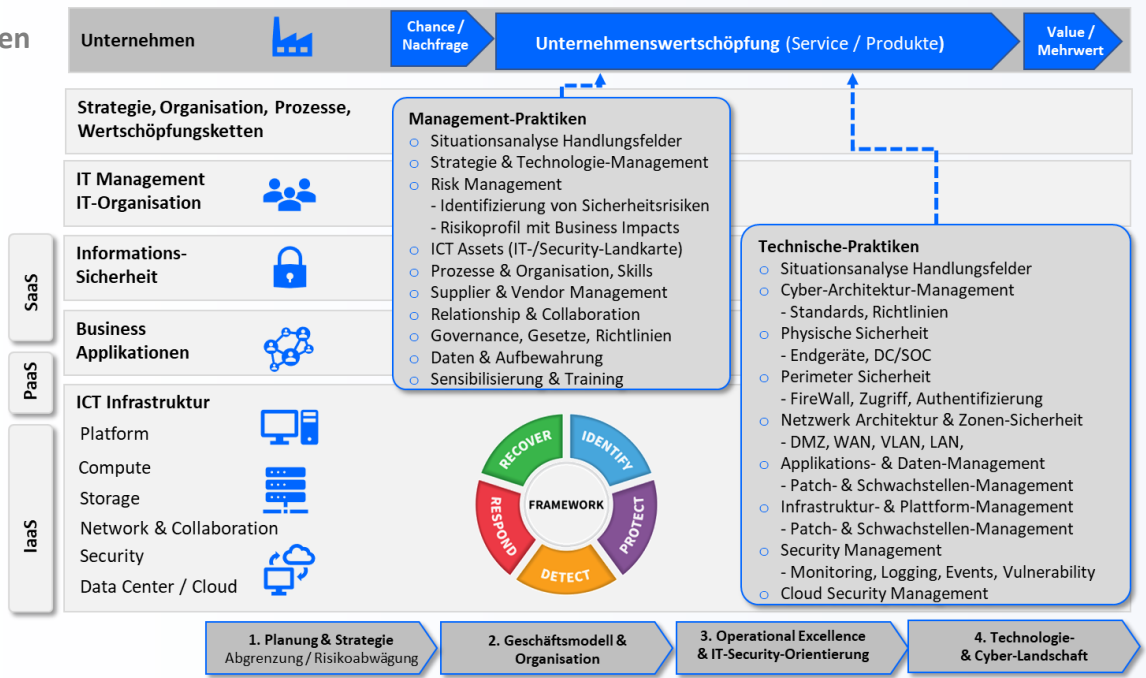 en
Unternehmen
Chance /
Nachfrage
Unternehmenswertschöpfung (Service / Produkte)
Value /
Mehrwert
Strategie, Organisation, Prozesse,
Wertschöpfungsketten
IT Management
IT-Organisation
Informations-
Sicherheit
Business
Applikationen
ICT Infrastruktur
Platform
Compute
Storage
Network & Collaboration
Security
Data Center / Cloud
SaaS
PaaS
IaaS
Management-Praktiken
o Situationsanalyse Handlungsfelder
o Strategie & Technologie-Management
o Risk Management
- Identifizierung von Sicherheitsrisiken
- Risikoprofil mit Business Impacts
o ICT Assets (IT-/Security-Landkarte)
o Prozesse & Organisation, Skills
o Supplier & Vendor Management
o Relationship & Collaboration
o Governance, Gesetze, Richtlinien
o Daten & Aufbewahrung
o Sensibilisierung & Training
Technische-Praktiken
o Situationsanalyse Handlungsfelder
o Cyber-Architektur-Management
- Standards, Richtlinien
o Physische Sicherheit
- Endgeräte, DC/SOC
o Perimeter Sicherheit
- FireWall, Zugriff, Authentifizierung
o Netzwerk Architektur & Zonen-Sicherheit
- DMZ, WAN, VLAN, LAN,
o Applikations- & Daten-Management
- Patch- & Schwachstellen-Management
o Infrastruktur- & Plattform-Management
- Patch- & Schwachstellen-Management
o Security Management
- Monitoring, Logging, Events, Vulnerability
o Cloud Security Management
RECOVER
IDENTIFY
PROTECT
DETECT
RESPOND
FRAMEWORK
1. Planung & Strategie
Abgrenzung / Risikoabwägung
2. Geschäftsmodell &
Organisation
3. Operational Excellence
& IT-Security-Orientierung
4. Technologie-
& Cyber-Landschaft